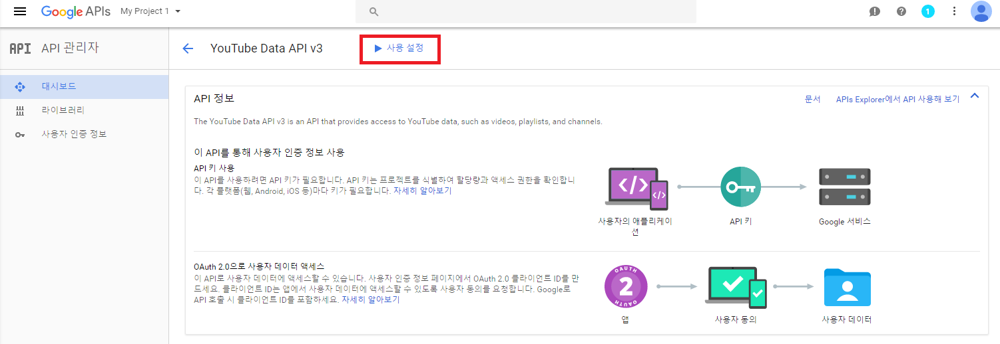 Google APIs My Project 1 1
API API 관리자 YouTube Data API v3 사용 설정
대시보드
라이브러리
사용자 인증 정보
API 정보 문서 APIs Explorer에서 API 사용해 보기
The YouTube Data API v3 is an API that provides access to YouTube data, such as videos, playlists, and channels.
이 API를 통해 사용자 인증 정보 사용
API 키 사용
이 API를 사용하려면 API 키가 필요합니다. API 키는 프로젝트를 식별하여 할당량과 액세스 권한을 확인합니
다. 각 플랫폼(웹, Android, iOS 등)마다 키가 필요합니다. 자세히 알아보기
</>
</>
사용자의 애플리케이
션
API 키
Google 서비스
OAuth 2.0으로 사용자 데이터 액세스
이 API로 사용자 데이터에 액세스할 수 있습니다. 사용자 인증 정보 페이지에서 OAuth 2.0 클라이언트 ID를 만
드세요. 클라이언트 ID는 앱에서 사용자 데이터에 액세스할 수 있도록 사용자 동의를 요청합니다. Google로
API 호출 시 클라이언트 ID를 포함하세요. 자세히 알아보기
OAUTH
2
OAUTH
앱
사용자 동의
사용자 데이터